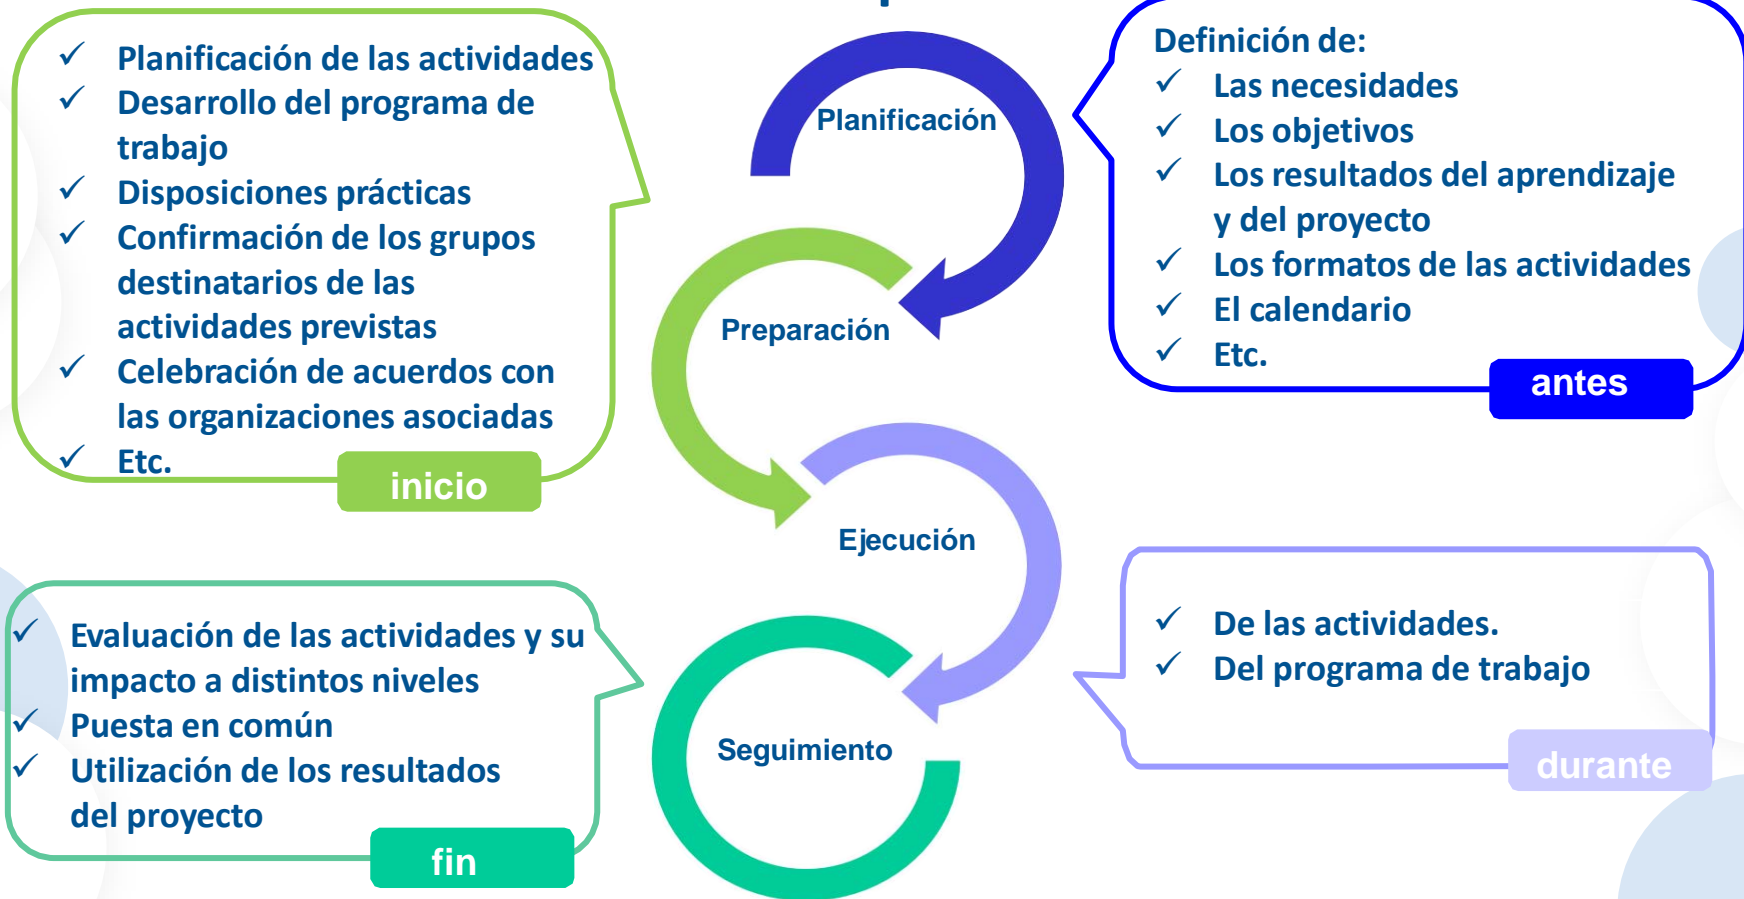 Planificación de las actividades
Desarrollo del programa de
trabajo
Disposiciones prácticas
Confirmación de los grupos
destinatarios de las
actividades previstas
Celebración de acuerdos con
las organizaciones asociadas
Etc.
inicio
Planificación
Definición de:
Las necesidades
Los objetivos
Los resultados del aprendizaje
y del proyecto
Los formatos de las actividades
El calendario
Etc.
antes
Preparación
Ejecución
De las actividades.
Del programa de trabajo
durante
Seguimiento
Evaluación de las actividades y su
impacto a distintos niveles
Puesta en común
Utilización de los resultados
del proyecto
fin